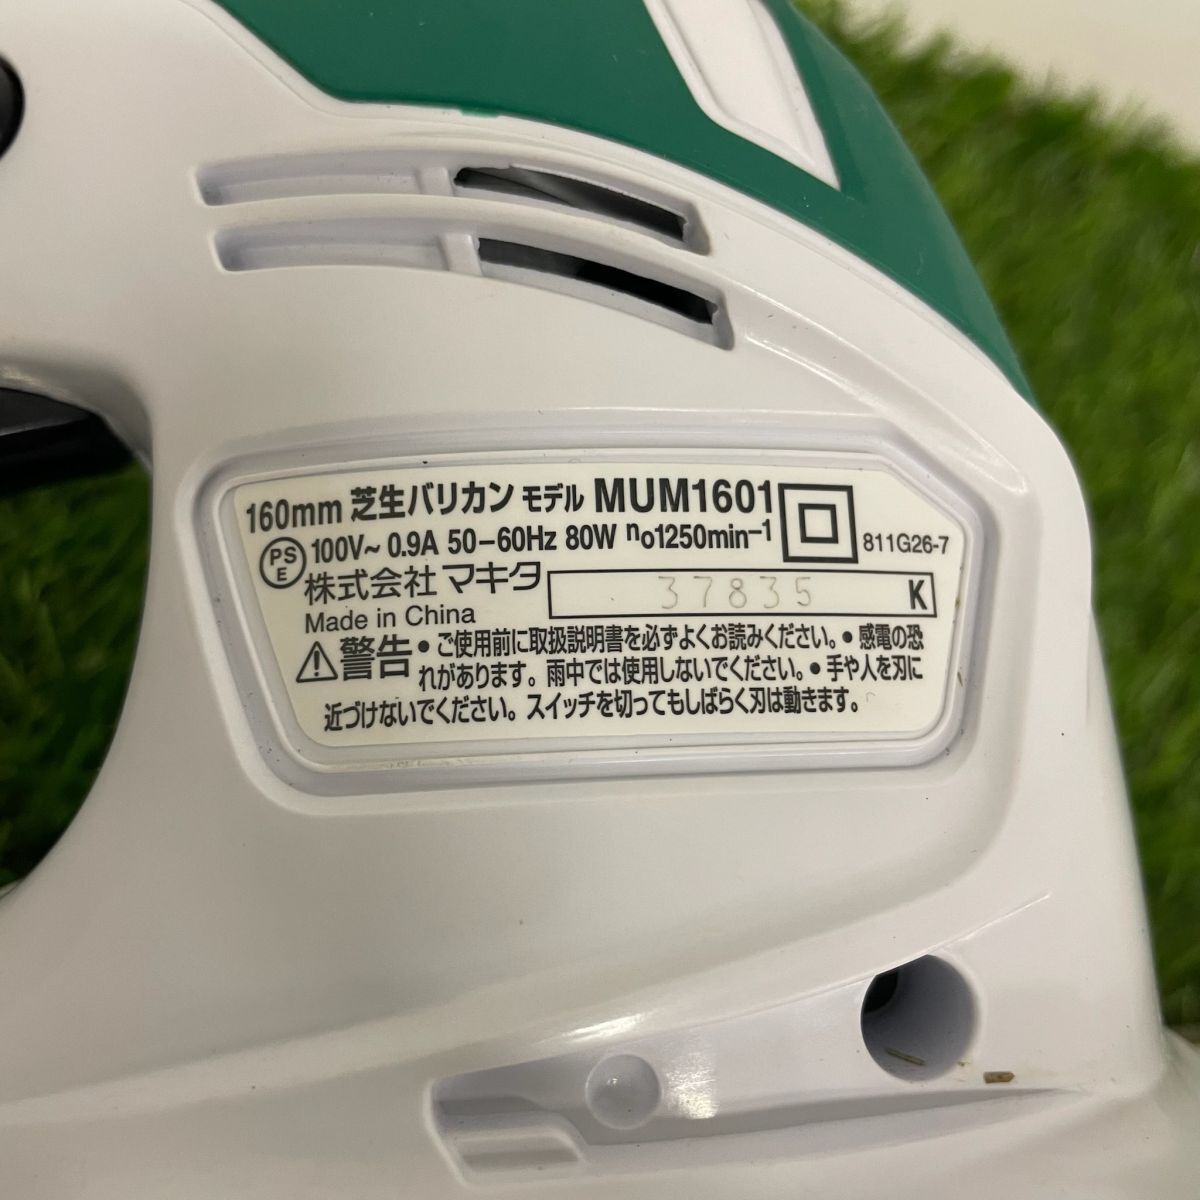 160mm 芝生バリカン モデル MUM1601
PS E 100V~ 0.9A 50-60Hz 80W n₀1250min⁻¹ 811G26-7
株式会社 マキタ 37835 K
Made in China
警告 ●ご使用前に取扱説明書を必ずよくお読みください。●感電の恐
れがあります。雨中では使用しないでください。●手や人を刃に
近づけないでください。スイッチを切ってもしばらく刃は動きます。